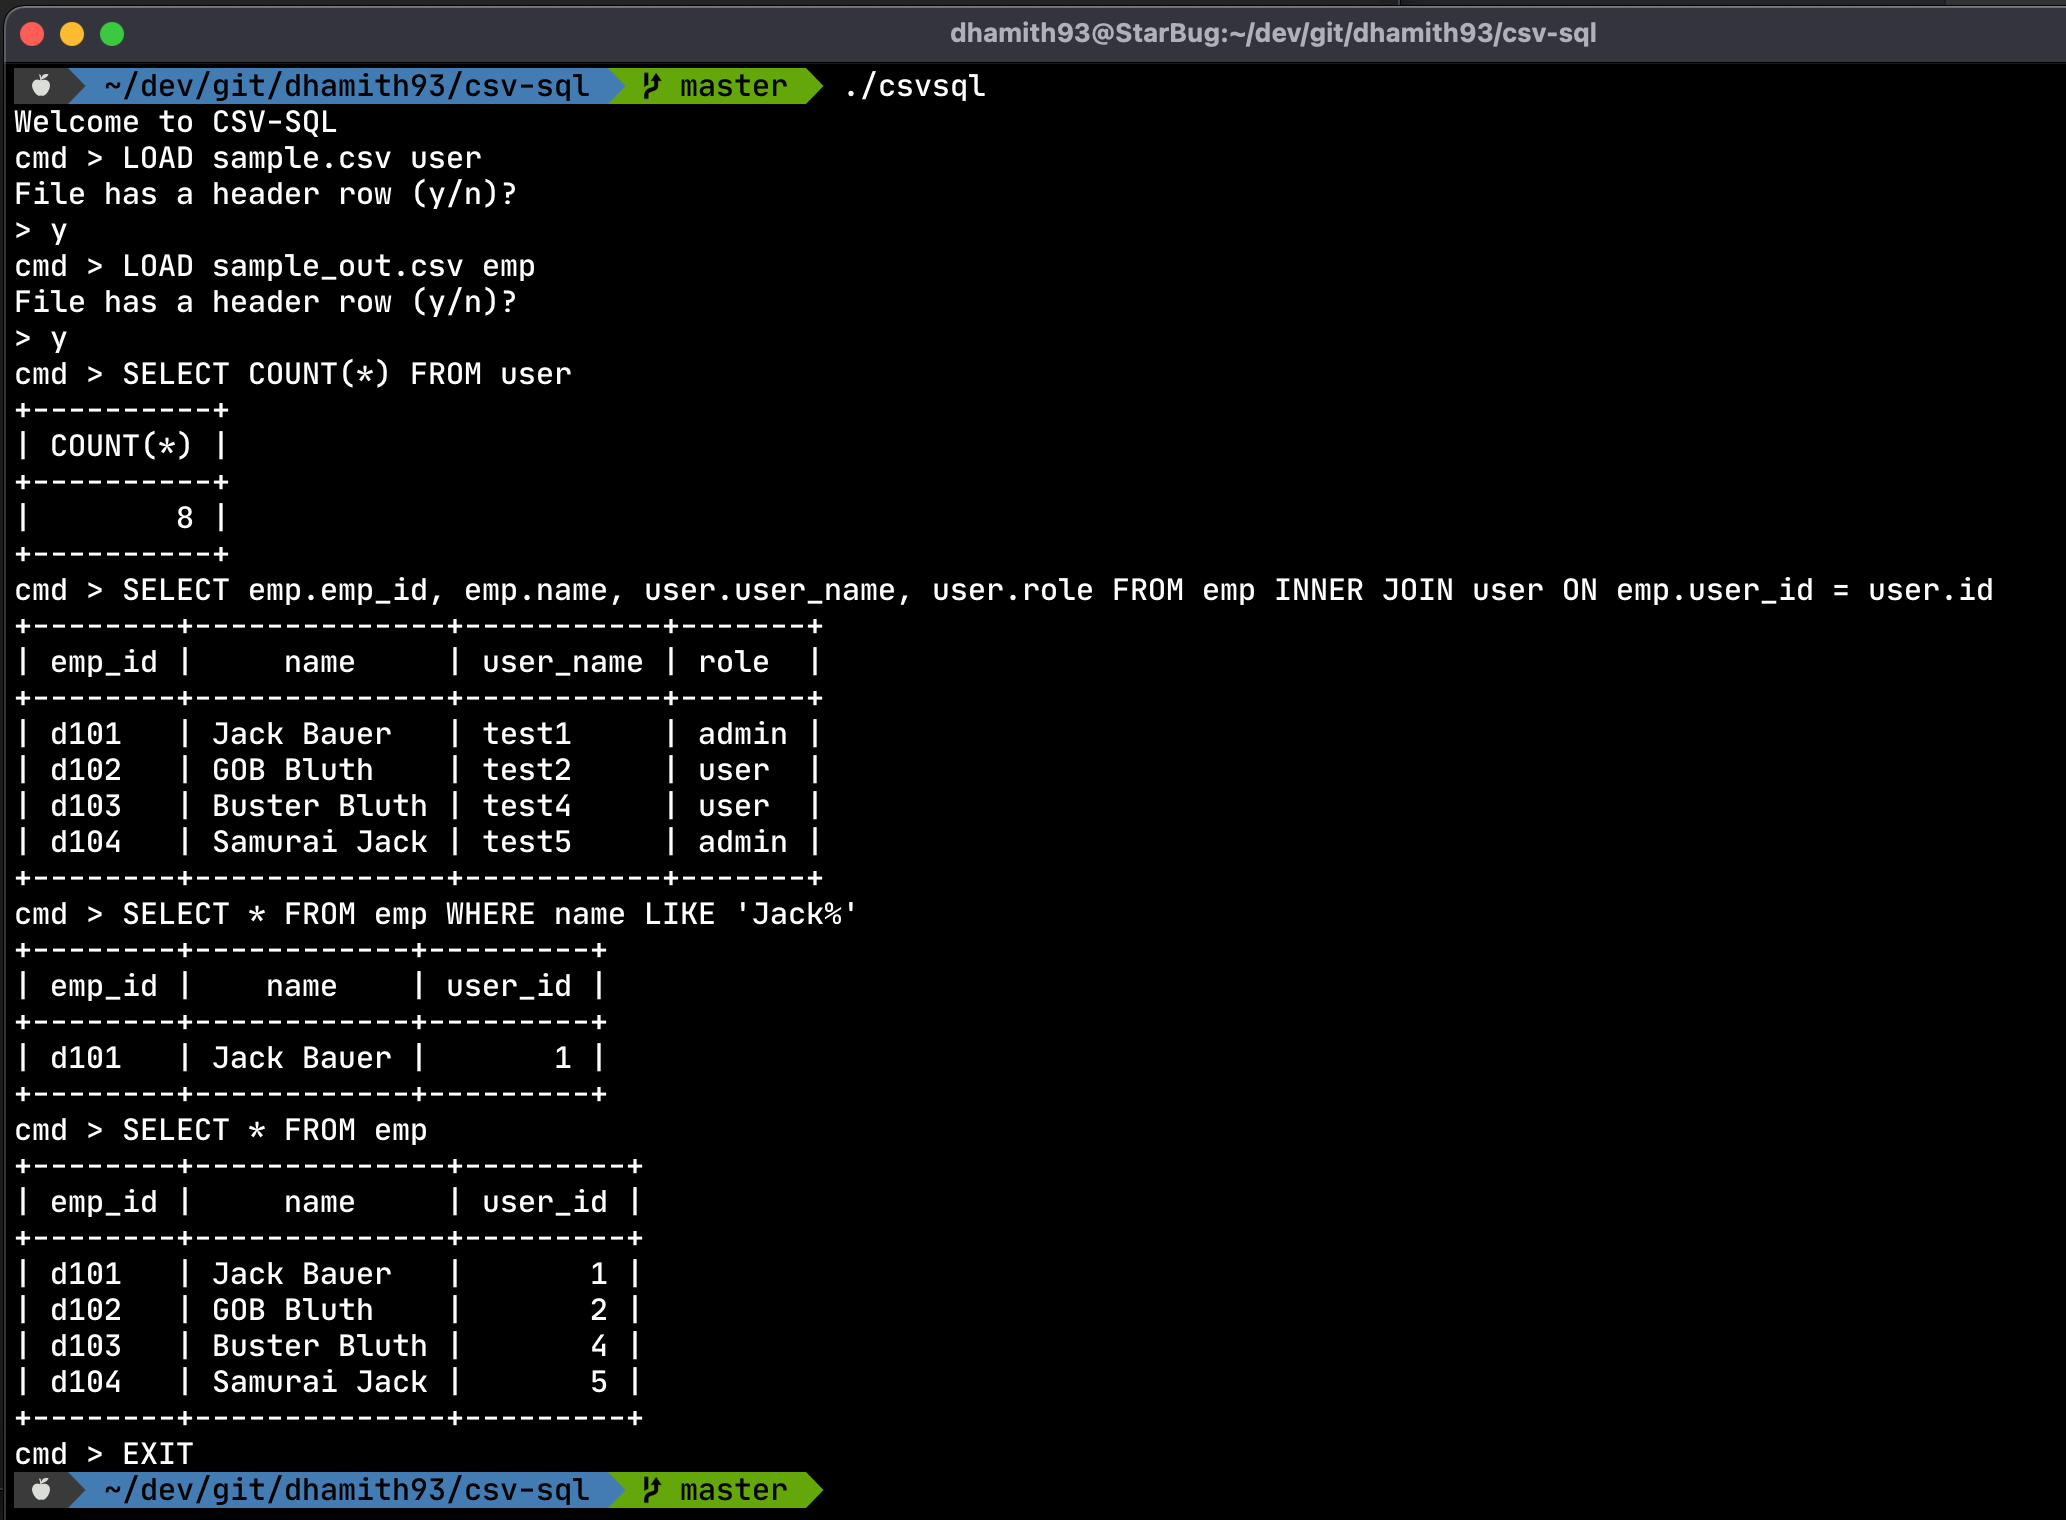 dhamith93@StarBug:~/dev/git/dhamith93/csv-sql
~/dev/git/dhamith93/csv-sql master ./csvsql
Welcome to CSV-SQL
cmd > LOAD sample.csv user
File has a header row (y/n)?
> y
cmd > LOAD sample_out.csv emp
File has a header row (y/n)?
> y
cmd > SELECT COUNT(*) FROM user
+----------+
| COUNT(*) |
+----------+
|        8 |
+----------+
cmd > SELECT emp.emp_id, emp.name, user.user_name, user.role FROM emp INNER JOIN user ON emp.user_id = user.id
+--------+--------------+-----------+-------+
| emp_id |     name     | user_name | role  |
+--------+--------------+-----------+-------+
| d101   | Jack Bauer   | test1     | admin |
| d102   | GOB Bluth    | test2     | user  |
| d103   | Buster Bluth | test4     | user  |
| d104   | Samurai Jack | test5     | admin |
+--------+--------------+-----------+-------+
cmd > SELECT * FROM emp WHERE name LIKE 'Jack%'
+--------+------------+---------+
| emp_id |    name    | user_id |
+--------+------------+---------+
| d101   | Jack Bauer |       1 |
+--------+------------+---------+
cmd > SELECT * FROM emp
+--------+--------------+---------+
| emp_id |     name     | user_id |
+--------+--------------+---------+
| d101   | Jack Bauer   |       1 |
| d102   | GOB Bluth    |       2 |
| d103   | Buster Bluth |       4 |
| d104   | Samurai Jack |       5 |
+--------+--------------+---------+
cmd > EXIT
~/dev/git/dhamith93/csv-sql master